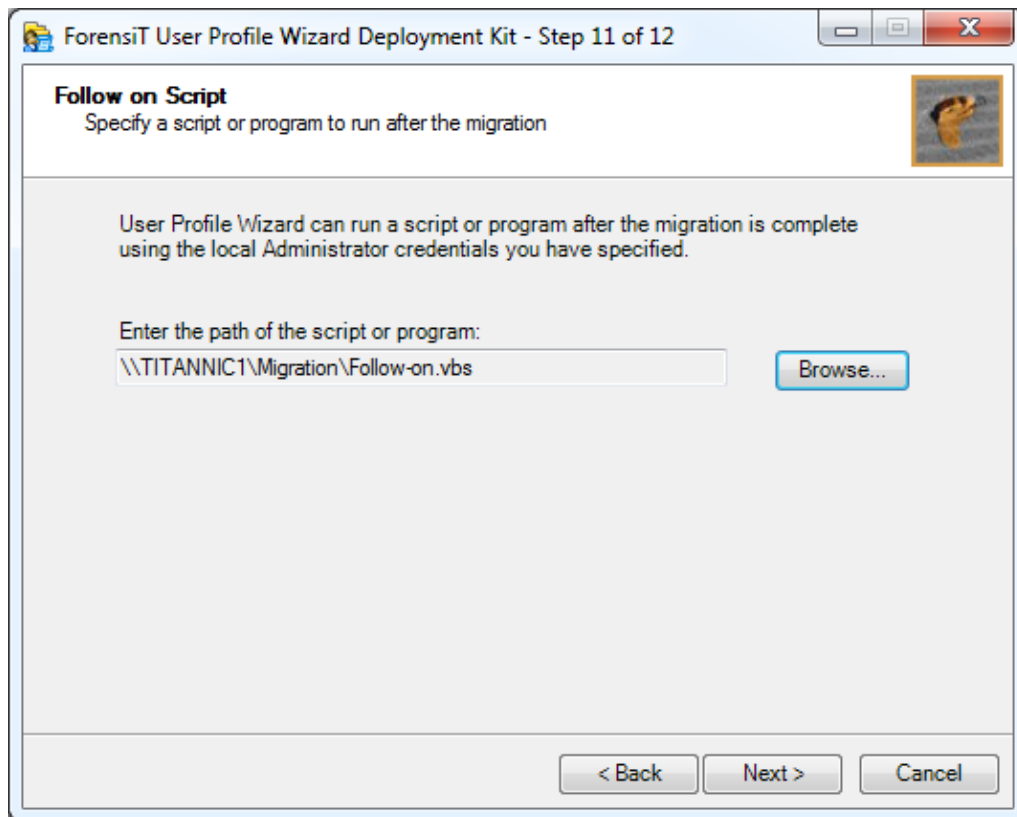 ForensiT User Profile Wizard Deployment Kit - Step 11 of 12
Follow on Script
Specify a script or program to run after the migration
User Profile Wizard can run a script or program after the migration is complete
using the local Administrator credentials you have specified.
Enter the path of the script or program:
\\TITANNIC1\Migration\Follow-on.vbs
Browse...
< Back
Next >
Cancel